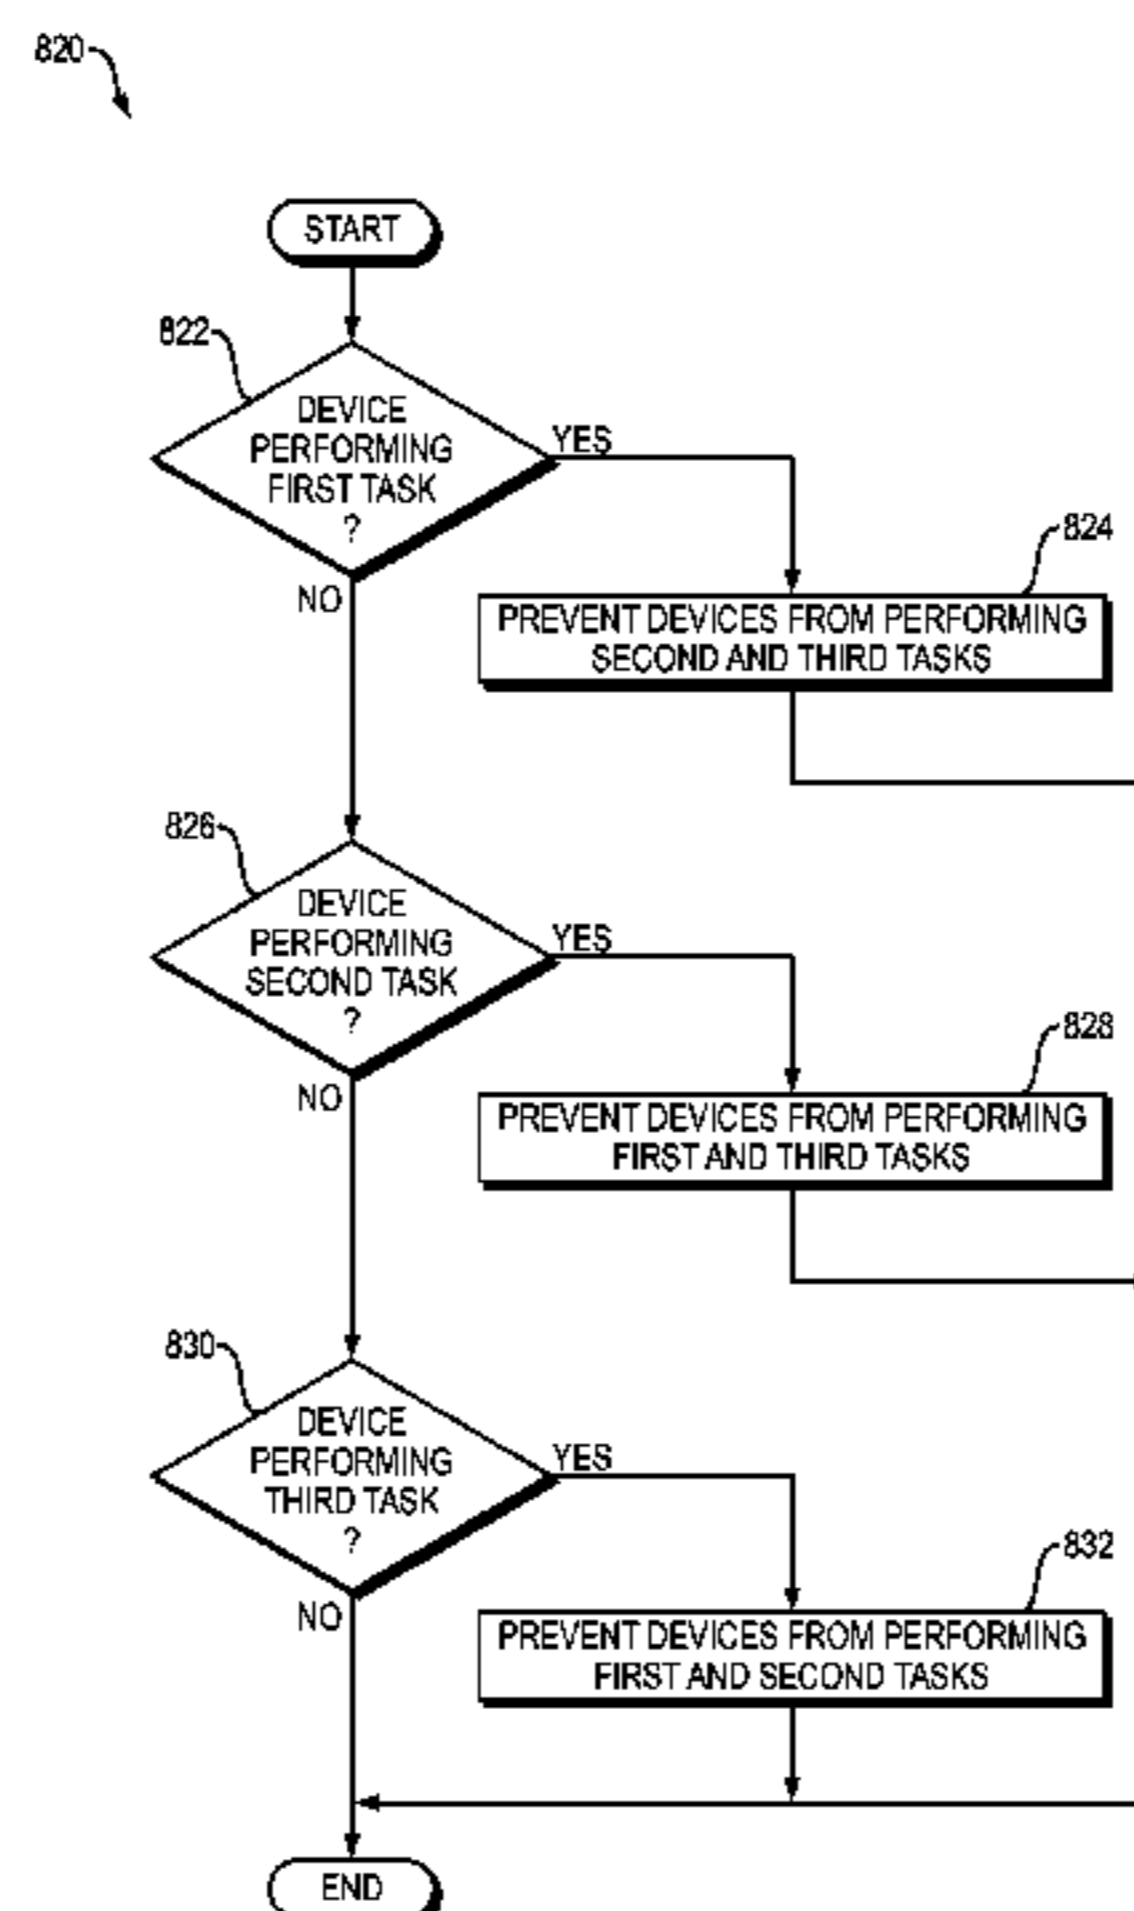 820
START
822
DEVICE
PERFORMING
FIRST TASK
?
YES
NO
824
PREVENT DEVICES FROM PERFORMING
SECOND AND THIRD TASKS
826
DEVICE
PERFORMING
SECOND TASK
?
YES
NO
828
PREVENT DEVICES FROM PERFORMING
FIRST AND THIRD TASKS
830
DEVICE
PERFORMING
THIRD TASK
?
YES
NO
832
PREVENT DEVICES FROM PERFORMING
FIRST AND SECOND TASKS
END